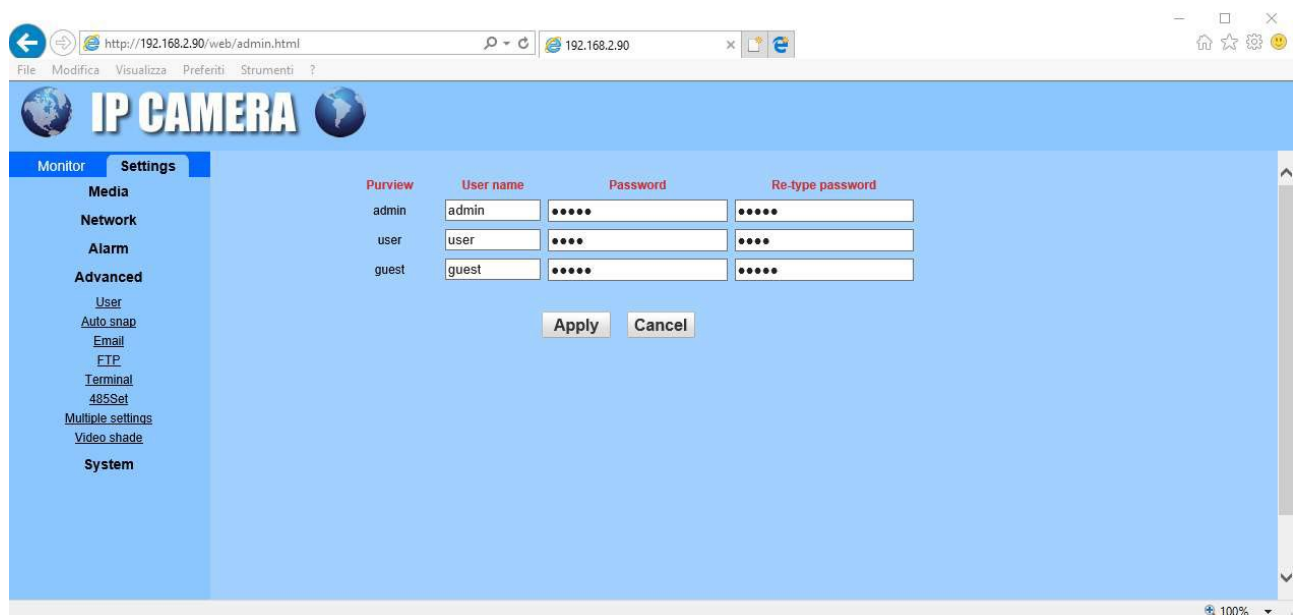 http://192.168.2.90/web/admin.html 192.168.2.90
File Modifica Visualizza Preferiti Strumenti ?
IP CAMERA
Monitor Settings
Media
Network
Alarm
Advanced
User
Auto snap
Email
FTP
Terminal
485Set
Multiple settings
Video shade
System
Purview User name Password Re-type password
admin admin ••••• •••••
user user •••• ••••
guest guest ••••• •••••
Apply Cancel
100%